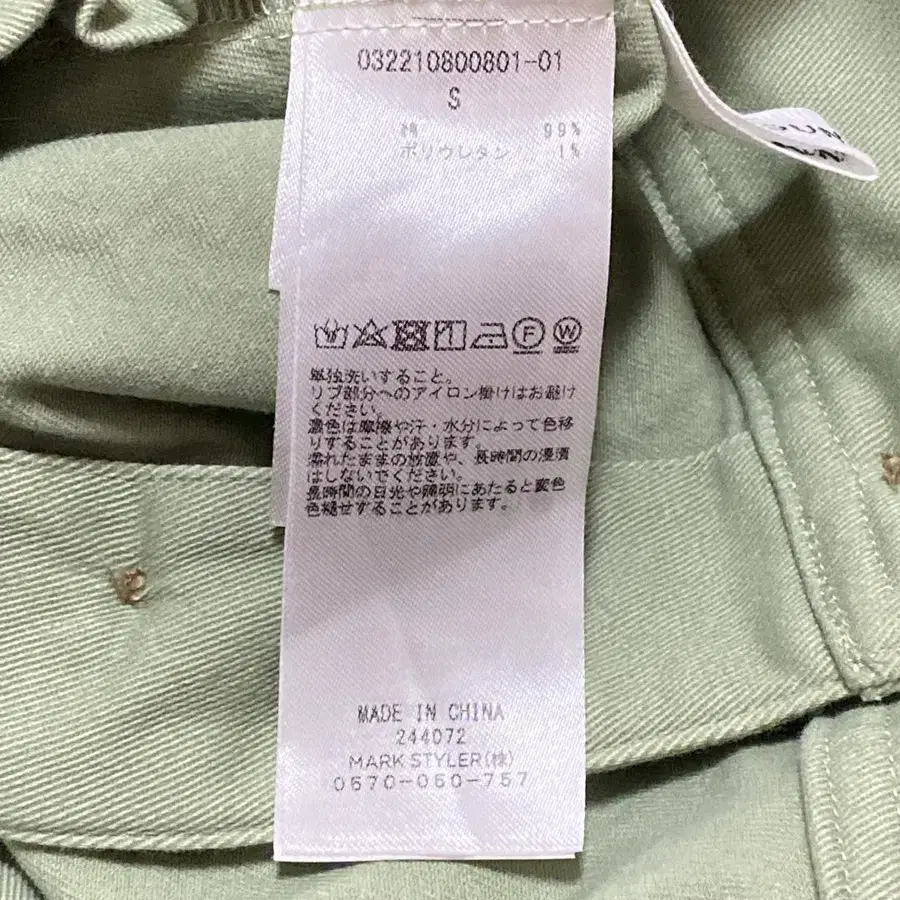 032210800801-01
S
綿 99%
ポリウレタン 1%
F W
単独洗いすること。
リブ部分へのアイロン掛けはお避け
ください。
濃色は摩擦や汗・水分によって色移
りすることがあります。
濡れたままの放置や、長時間の浸漬
はしないでください。
長時間の日光や照明にあたると変色
色褪せすることがあります。
MADE IN CHINA
244072
MARK STYLER(株)
0570-060-757